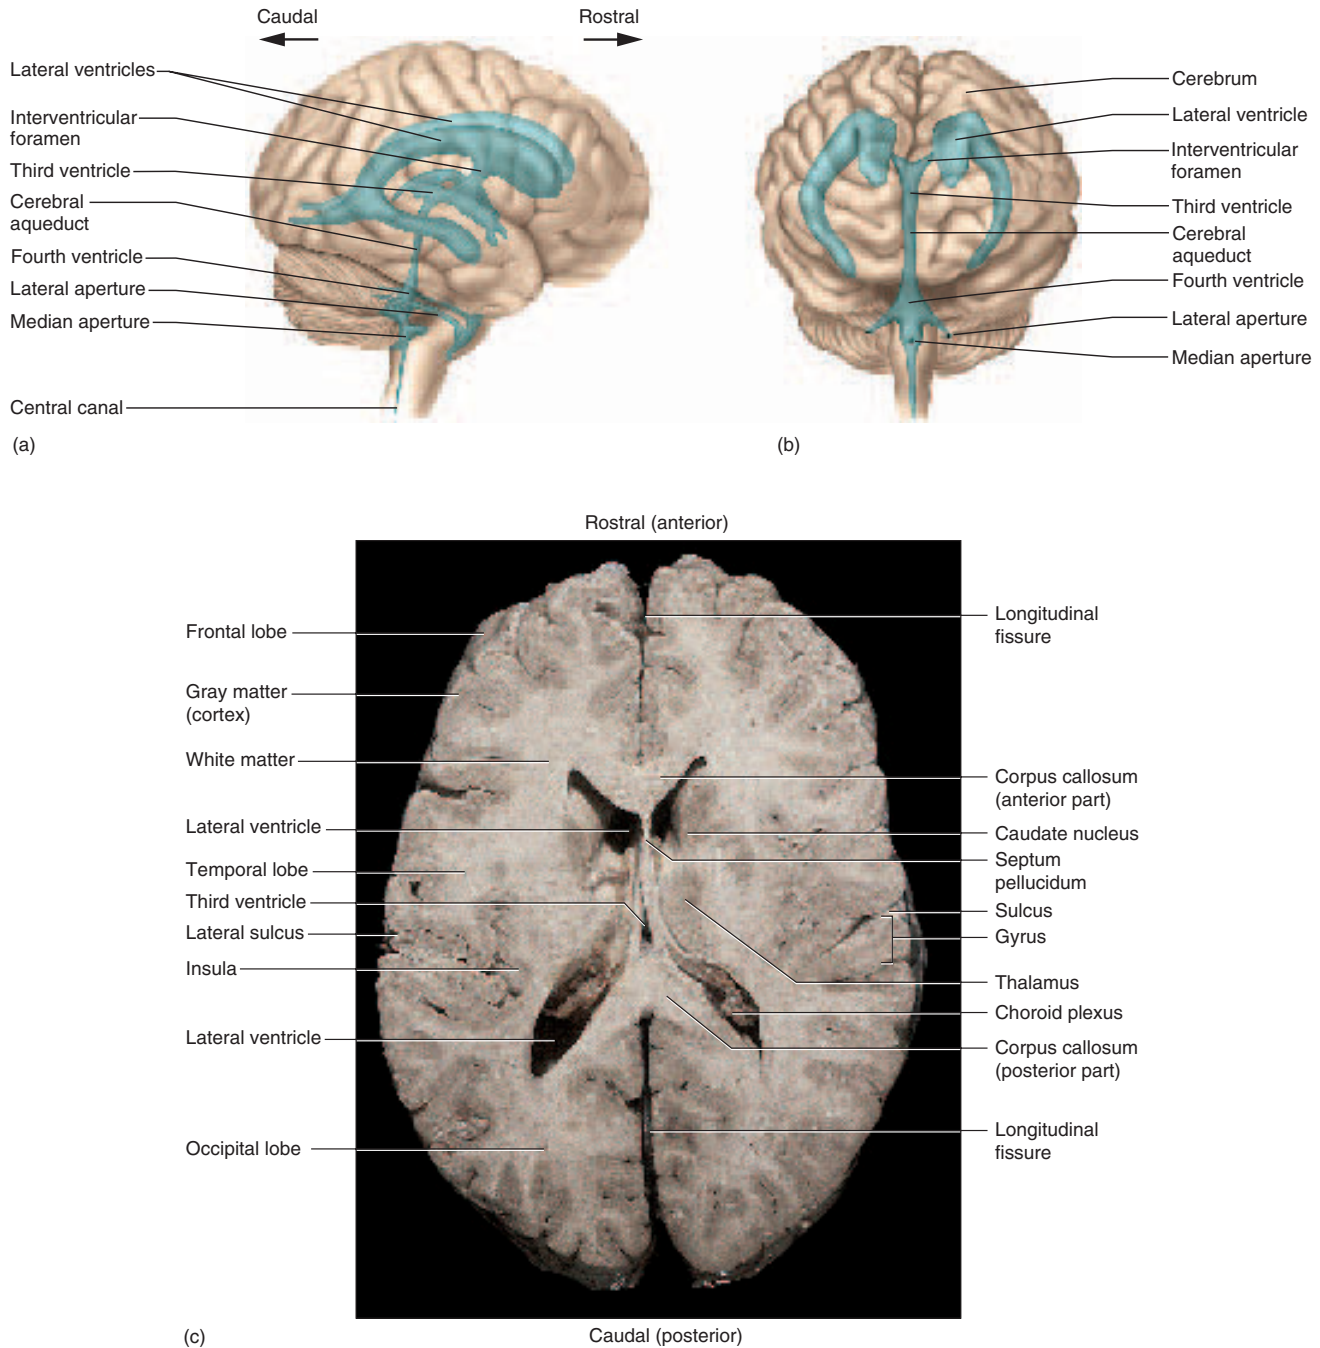 Caudal
Rostral
Lateral ventricles
Interventricular
foramen
Third ventricle
Cerebral
aqueduct
Fourth ventricle
Lateral aperture
Median aperture
Central canal
(a)
Cerebrum
Lateral ventricle
Interventricular
foramen
Third ventricle
Cerebral
aqueduct
Fourth ventricle
Lateral aperture
Median aperture
(b)
Rostral (anterior)
Frontal lobe
Gray matter
(cortex)
White matter
Lateral ventricle
Temporal lobe
Third ventricle
Lateral sulcus
Insula
Lateral ventricle
Occipital lobe
Longitudinal
fissure
Corpus callosum
(anterior part)
Caudate nucleus
Septum
pellucidum
Sulcus
Gyrus
Thalamus
Choroid plexus
Corpus callosum
(posterior part)
Longitudinal
fissure
(c)
Caudal (posterior)